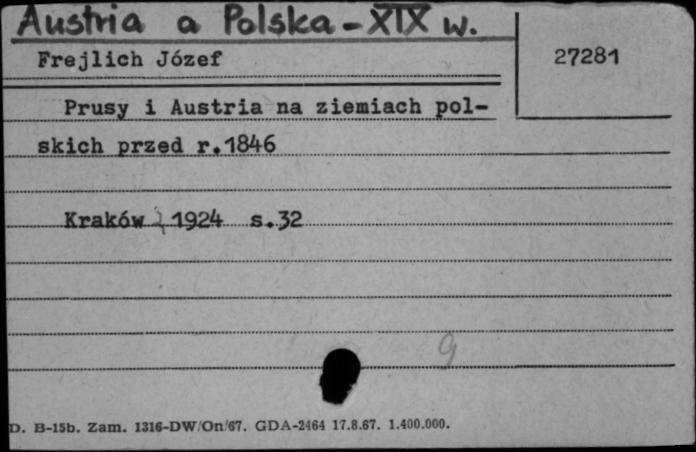 Austria a Polska - XIX w.
Frejlich Józef
27281
Prusy i Austria na ziemiach pol-
skich przed r.1846
Kraków, 1924 s.32
9
D. B-15b. Zam. 1316-DW/On/67. GDA-2464 17.8.67. 1.400.000.